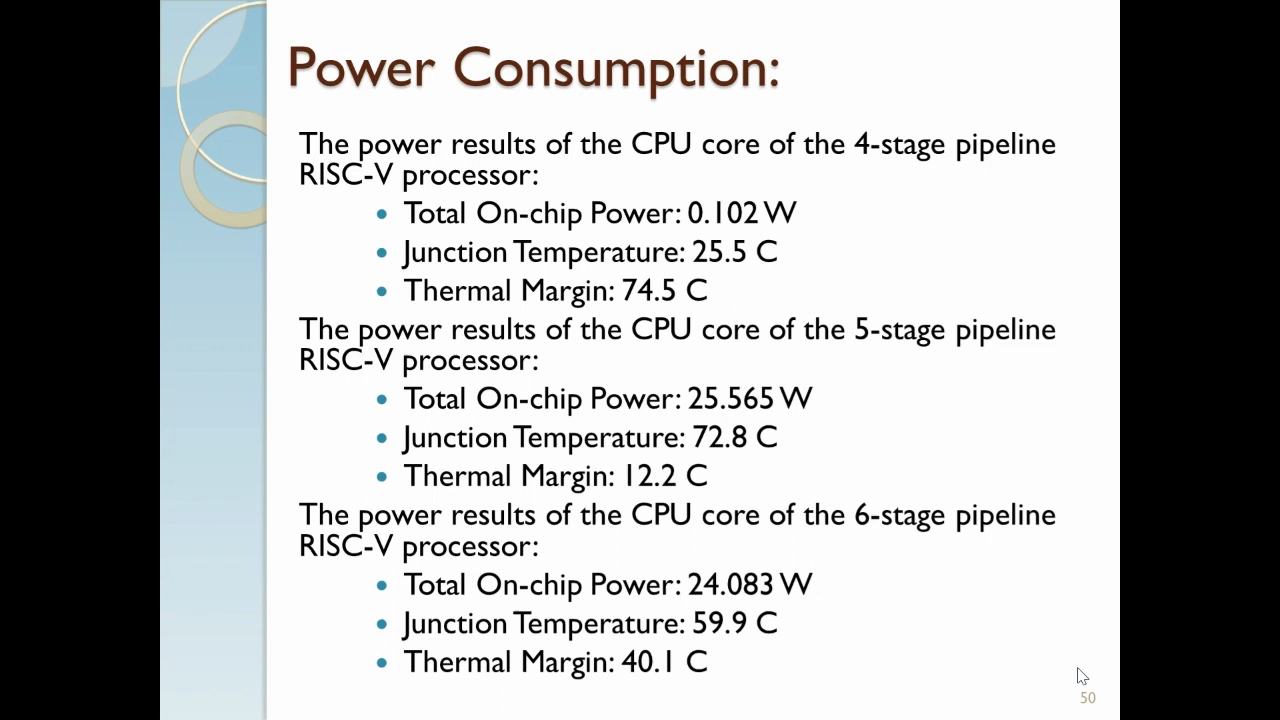 Power Consumption:
The power results of the CPU core of the 4-stage pipeline
RISC-V processor:
• Total On-chip Power: 0.102 W
• Junction Temperature: 25.5 C
• Thermal Margin: 74.5 C
The power results of the CPU core of the 5-stage pipeline
RISC-V processor:
• Total On-chip Power: 25.565 W
• Junction Temperature: 72.8 C
• Thermal Margin: 12.2 C
The power results of the CPU core of the 6-stage pipeline
RISC-V processor:
• Total On-chip Power: 24.083 W
• Junction Temperature: 59.9 C
• Thermal Margin: 40.1 C
50